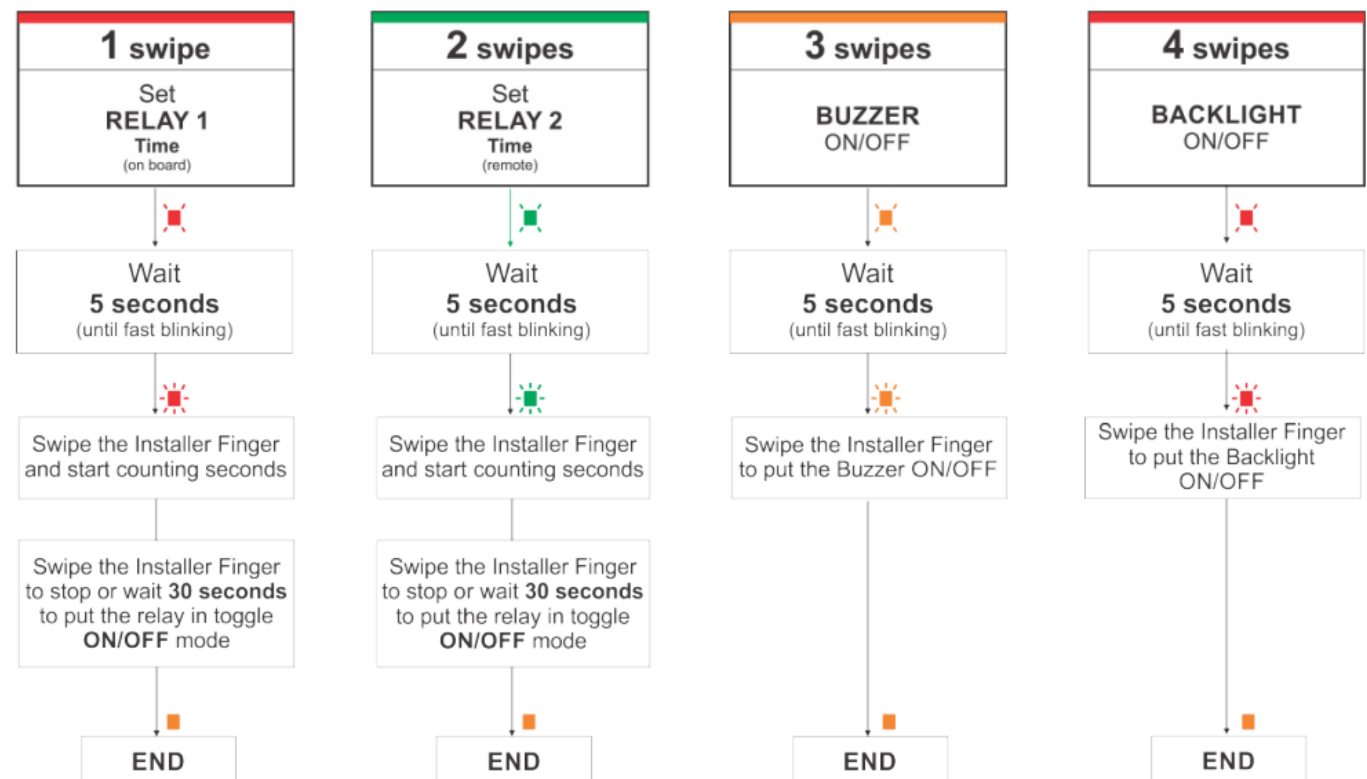 1 swipe
Set
RELAY 1
Time
(on board)
Wait
5 seconds
(until fast blinking)
Swipe the Installer Finger
and start counting seconds
Swipe the Installer Finger
to stop or wait 30 seconds
to put the relay in toggle
ON/OFF mode
END
2 swipes
Set
RELAY 2
Time
(remote)
Wait
5 seconds
(until fast blinking)
Swipe the Installer Finger
and start counting seconds
Swipe the Installer Finger
to stop or wait 30 seconds
to put the relay in toggle
ON/OFF mode
END
3 swipes
BUZZER
ON/OFF
Wait
5 seconds
(until fast blinking)
Swipe the Installer Finger
to put the Buzzer ON/OFF
END
4 swipes
BACKLIGHT
ON/OFF
Wait
5 seconds
(until fast blinking)
Swipe the Installer Finger
to put the Backlight
ON/OFF
END